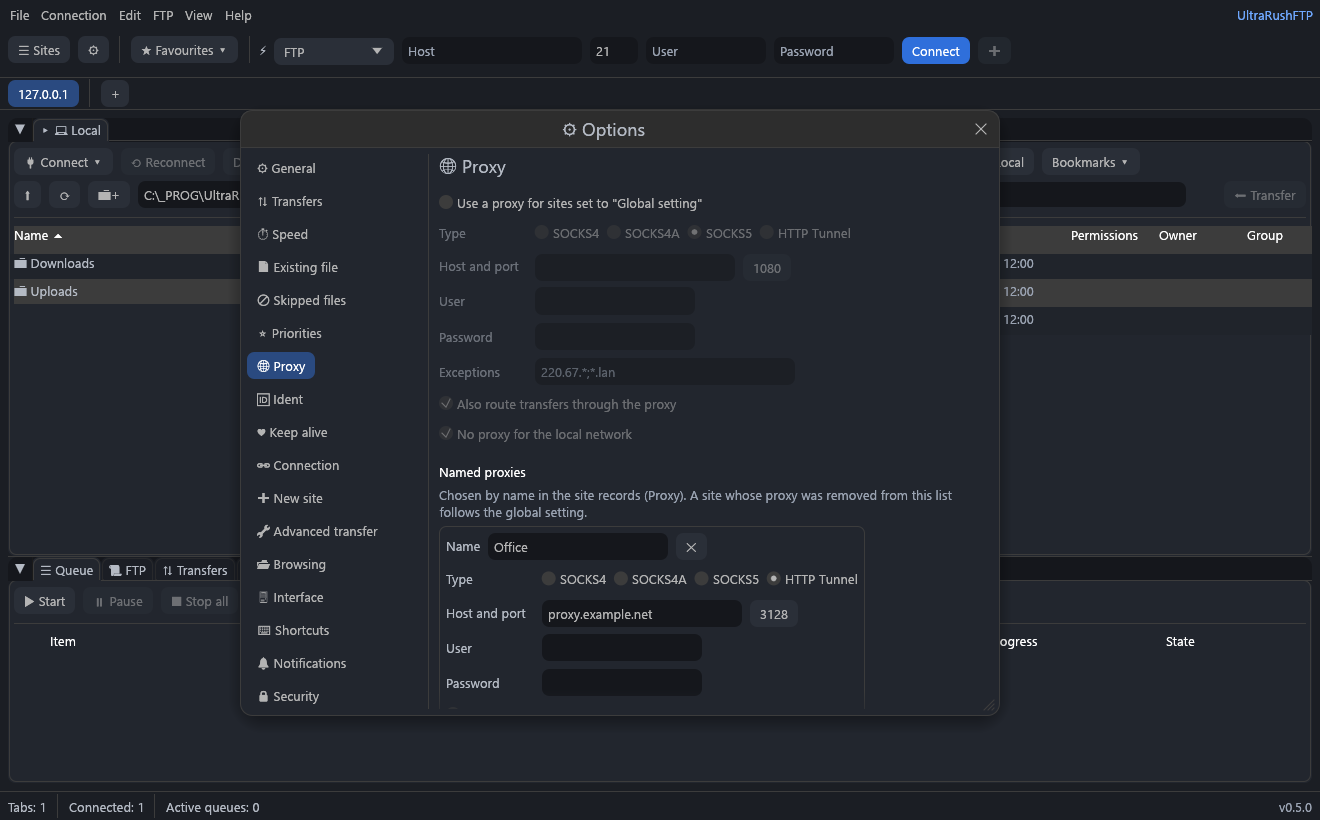 File Connection Edit FTP View Help UltraRushFTP
Sites Favourites FTP Host 21 User Password Connect +
127.0.0.1 +
Local
Options
Connect Reconnect D ocal Bookmarks
C:\_PROG\UltraR Transfer
Name Permissions Owner Group
Downloads 12:00
Uploads 12:00
12:00
General
Transfers
Speed
Existing file
Skipped files
Priorities
Proxy
Ident
Keep alive
Connection
New site
Advanced transfer
Browsing
Interface
Shortcuts
Notifications
Security
Proxy
Use a proxy for sites set to "Global setting"
Type SOCKS4 SOCKS4A SOCKS5 HTTP Tunnel
Host and port 1080
User
Password
Exceptions 220.67.*;*.lan
Also route transfers through the proxy
No proxy for the local network
Named proxies
Chosen by name in the site records (Proxy). A site whose proxy was removed from this list
follows the global setting.
Name Office
Type SOCKS4 SOCKS4A SOCKS5 HTTP Tunnel
Host and port proxy.example.net 3128
User
Password
Queue FTP Transfers
Start Pause Stop all
Item ogress State
Tabs: 1 Connected: 1 Active queues: 0 v0.5.0